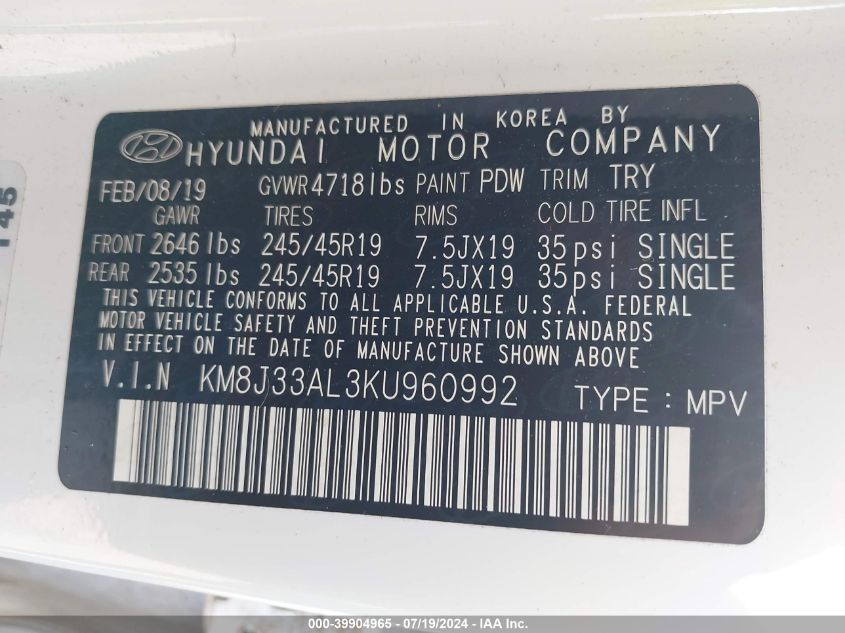 MANUFACTURED IN KOREA BY
HYUNDAI MOTOR COMPANY
FEB/08/19 GVWR 4718lbs PAINT PDW TRIM TRY
GAWR TIRES RIMS COLD TIRE INFL
FRONT 2646lbs 245/45R19 7.5JX19 35psi SINGLE
REAR 2535lbs 245/45R19 7.5JX19 35psi SINGLE
THIS VEHICLE CONFORMS TO ALL APPLICABLE U.S.A. FEDERAL
MOTOR VEHICLE SAFETY AND THEFT PREVENTION STANDARDS
IN EFFECT ON THE DATE OF MANUFACTURE SHOWN ABOVE
V.I.N KM8J33AL3KU960992 TYPE : MPV
145
000-39904965 - 07/19/2024 - IAA Inc.